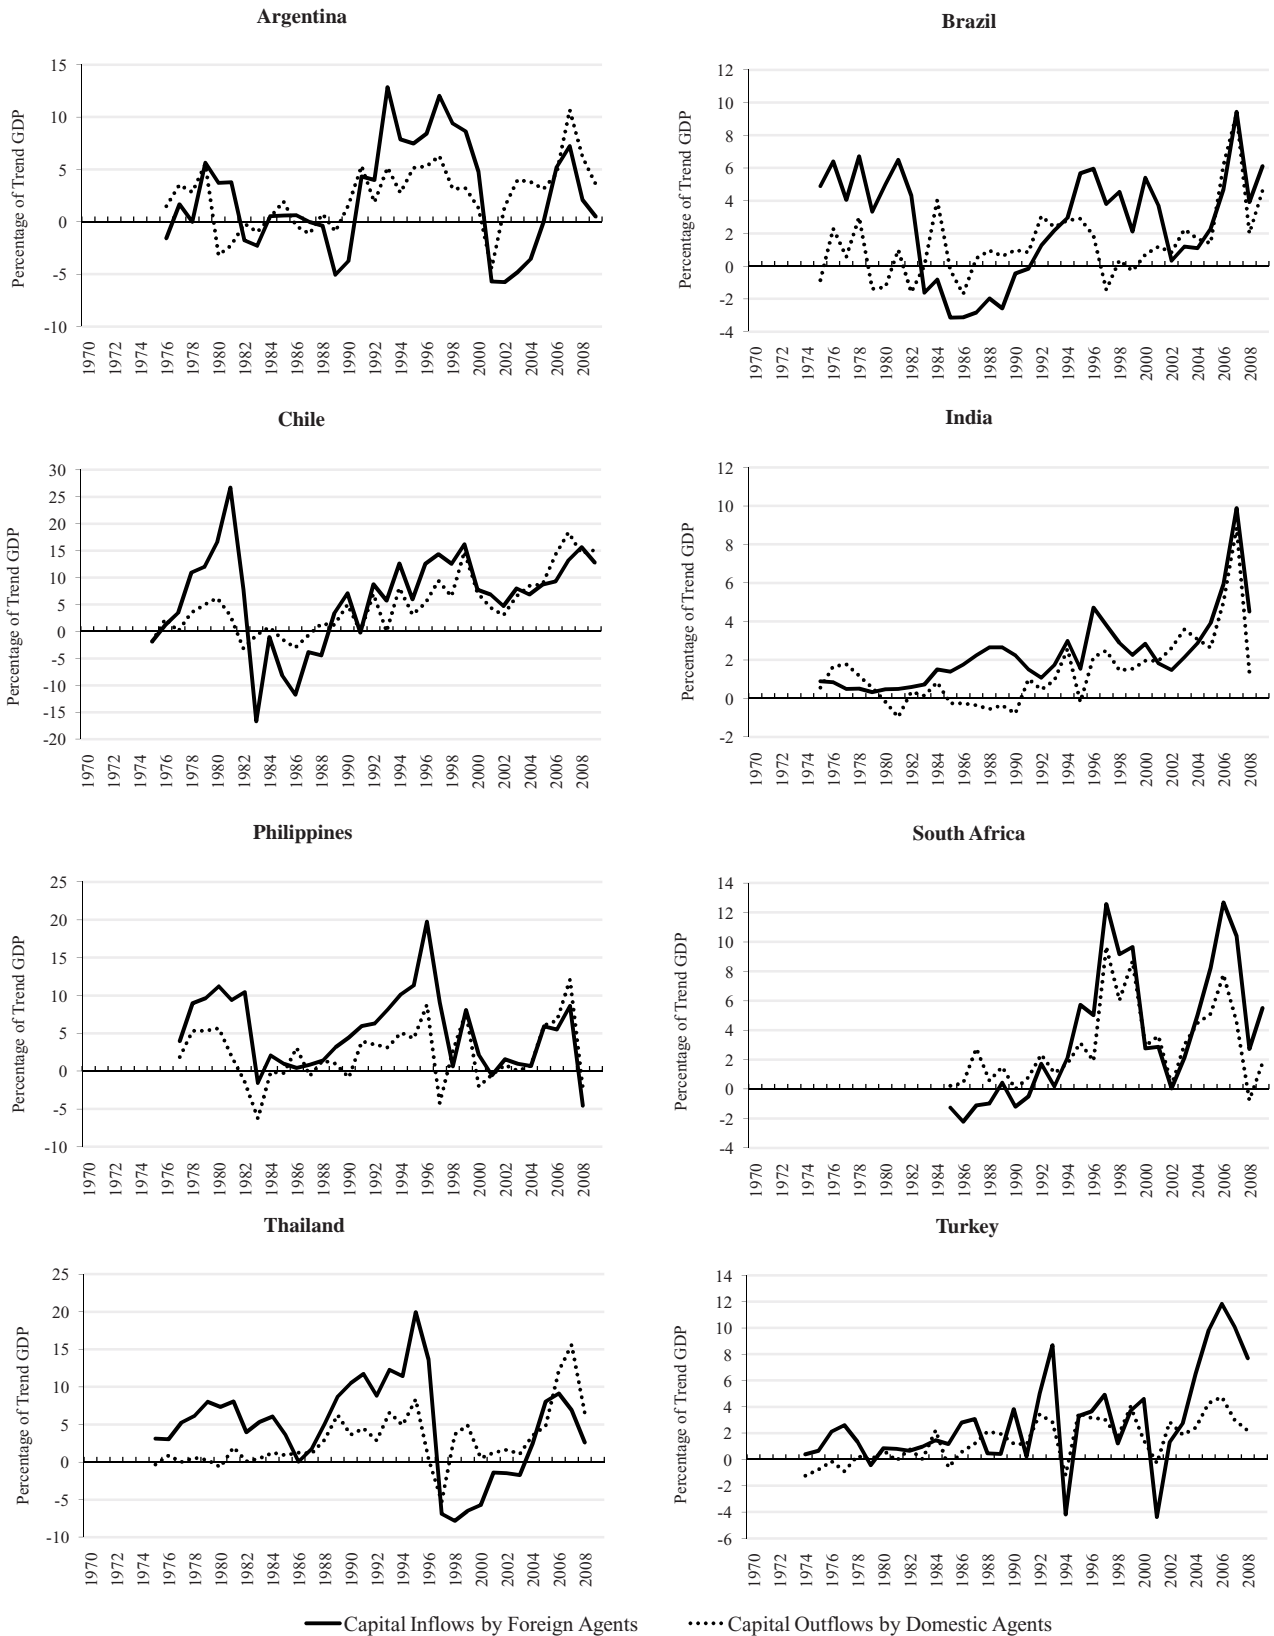 Argentina
Percentage of Trend GDP
15
10
5
0
-5
-10
1970 1972 1974 1976 1978 1980 1982 1984 1986 1988 1990 1992 1994 1996 1998 2000 2002 2004 2006 2008
Brazil
Percentage of Trend GDP
12
10
8
6
4
2
0
-2
-4
1970 1972 1974 1976 1978 1980 1982 1984 1986 1988 1990 1992 1994 1996 1998 2000 2002 2004 2006 2008
Chile
Percentage of Trend GDP
30
25
20
15
10
5
0
-5
-10
-15
-20
1970 1972 1974 1976 1978 1980 1982 1984 1986 1988 1990 1992 1994 1996 1998 2000 2002 2004 2006 2008
India
Percentage of Trend GDP
12
10
8
6
4
2
0
-2
1970 1972 1974 1976 1978 1980 1982 1984 1986 1988 1990 1992 1994 1996 1998 2000 2002 2004 2006 2008
Philippines
Percentage of Trend GDP
25
20
15
10
5
0
-5
-10
1970 1972 1974 1976 1978 1980 1982 1984 1986 1988 1990 1992 1994 1996 1998 2000 2002 2004 2006 2008
South Africa
Percentage of Trend GDP
14
12
10
8
6
4
2
0
-2
-4
1970 1972 1974 1976 1978 1980 1982 1984 1986 1988 1990 1992 1994 1996 1998 2000 2002 2004 2006 2008
Thailand
Percentage of Trend GDP
25
20
15
10
5
0
-5
-10
1970 1972 1974 1976 1978 1980 1982 1984 1986 1988 1990 1992 1994 1996 1998 2000 2002 2004 2006 2008
Turkey
Percentage of Trend GDP
14
12
10
8
6
4
2
0
-2
-4
-6
1970 1972 1974 1976 1978 1980 1982 1984 1986 1988 1990 1992 1994 1996 1998 2000 2002 2004 2006 2008
Capital Inflows by Foreign Agents
Capital Outflows by Domestic Agents